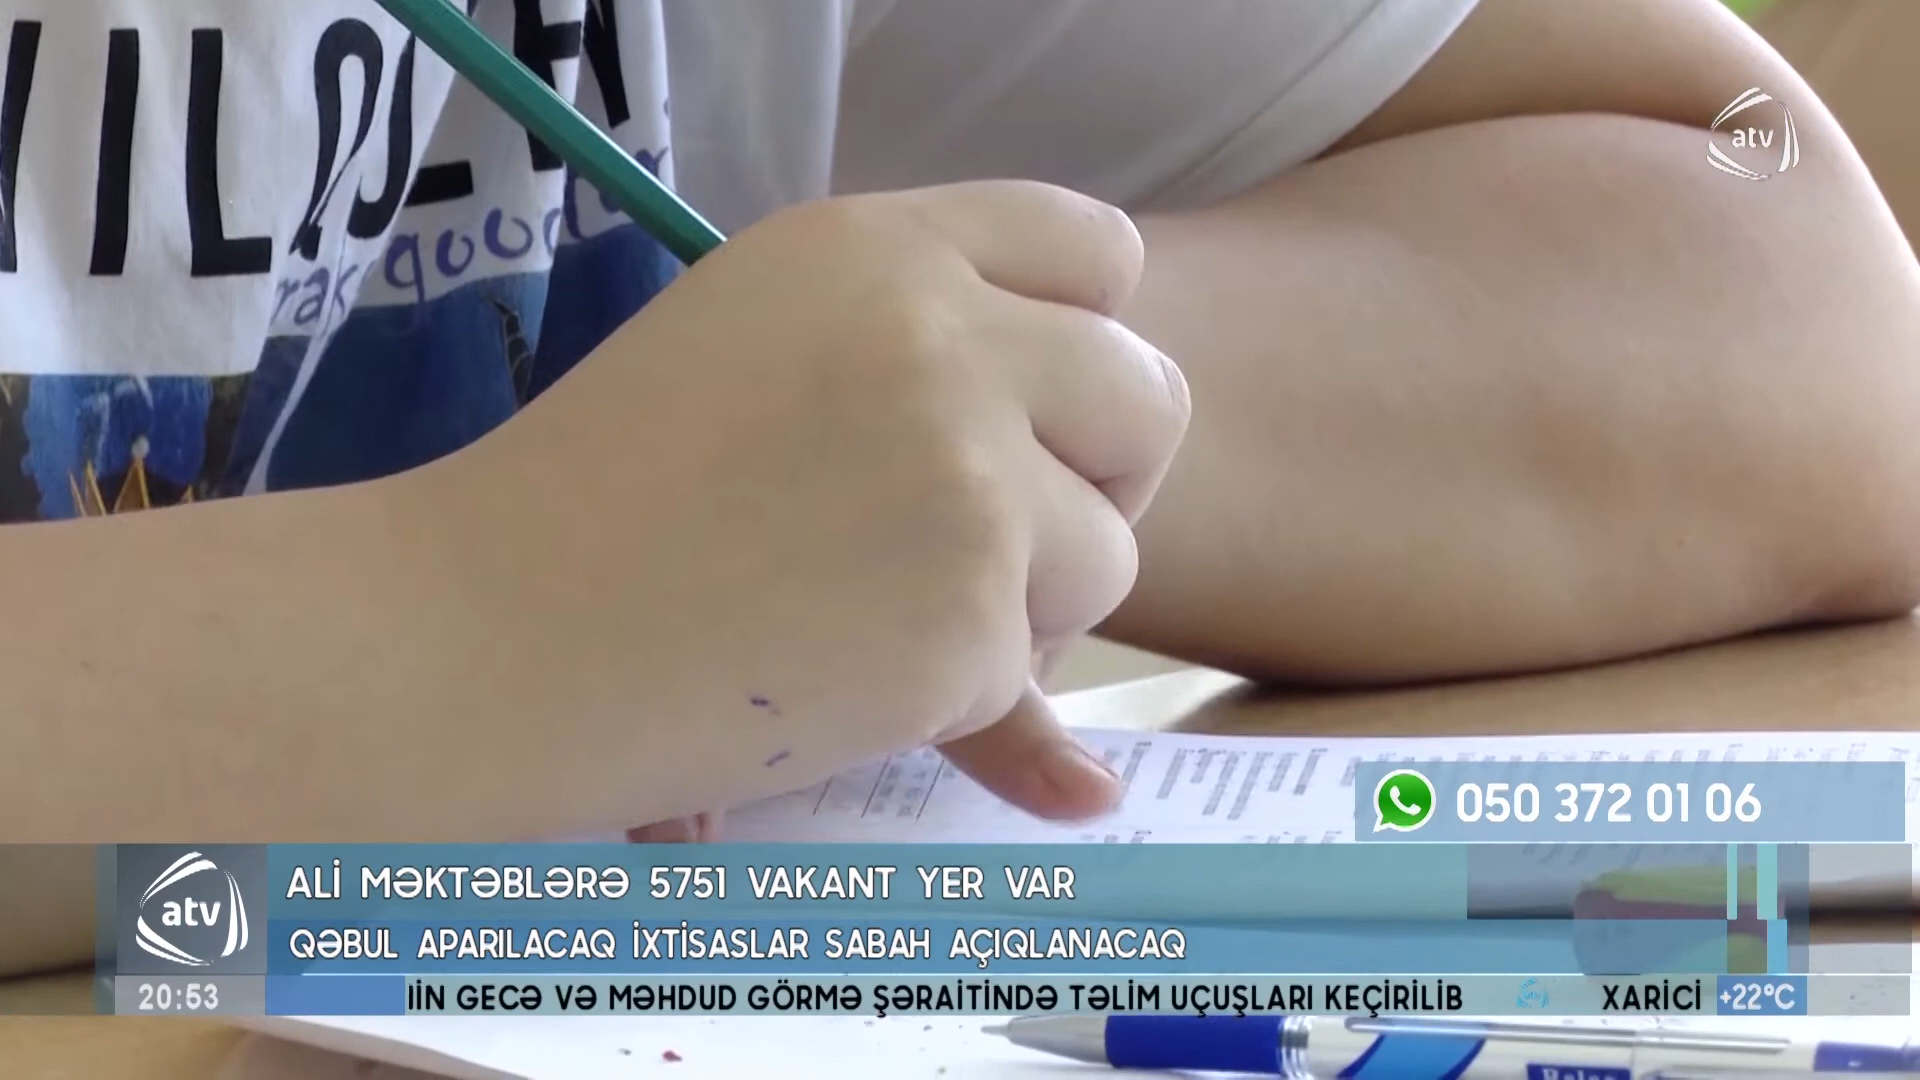 atv
good
050 372 01 06
ALİ MƏKTƏBLƏRƏ 5751 VAKANT YER VAR
atv
QƏBUL APARILACAQ İXTİSASLAR SABAH AÇIQLANACAQ
20:53
GECƏ VƏ MƏHDUD GÖRMƏ ŞƏRAİTİNDƏ TƏLİM UÇUŞLARI KEÇİRİLİB
XARİCİ
+22°C